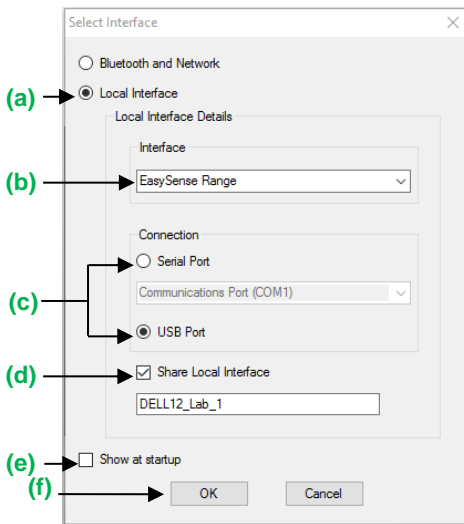 Select Interface
Bluetooth and Network
(a) Local Interface
Local Interface Details
Interface
(b) EasySense Range
Connection
Serial Port
(c) Communications Port (COM1)
USB Port
(d) Share Local Interface
DELL12_Lab_1
(e) Show at startup
(f) OK Cancel